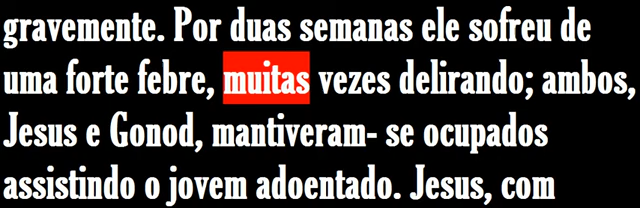 gravemente. Por duas semanas ele sofreu de
uma forte febre, muitas vezes delirando; ambos,
Jesus e Gonod, mantiveram- se ocupados
assistindo o jovem adoentado. Jesus, com